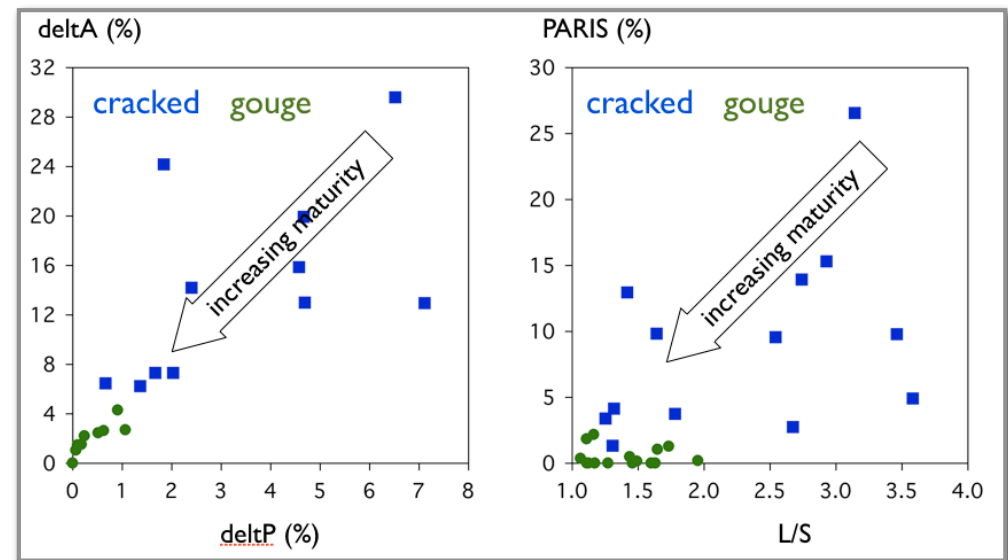 deltA (%)
32
28
24
20
16
12
8
4
0
0 1 2 3 4 5 6 7 8
cracked gouge
increasing maturity
deltP (%)
PARIS (%)
30
25
20
15
10
5
0
1.0 1.5 2.0 2.5 3.0 3.5 4.0
cracked gouge
increasing maturity
L/S